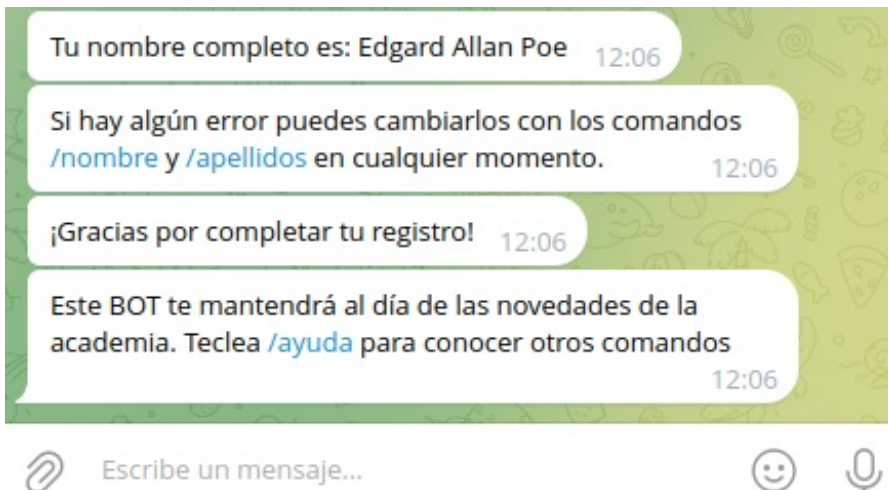 Tu nombre completo es: Edgard Allan Poe 12:06
Si hay algún error puedes cambiarlos con los comandos
/nombre y /apellidos en cualquier momento. 12:06
¡Gracias por completar tu registro! 12:06
Este BOT te mantendrá al día de las novedades de la
academia. Teclea /ayuda para conocer otros comandos
12:06
Escribe un mensaje...